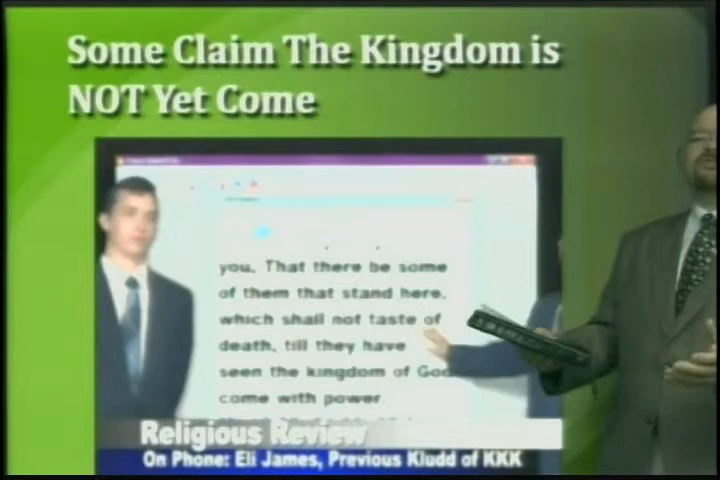 Some Claim The Kingdom is
NOT Yet Come
you, That there be some
of them that stand here,
which shall not taste of
death, till they have
seen the kingdom of God
come with power.
Religious Review
On Phone: Eli James, Previous Kludd of KKK